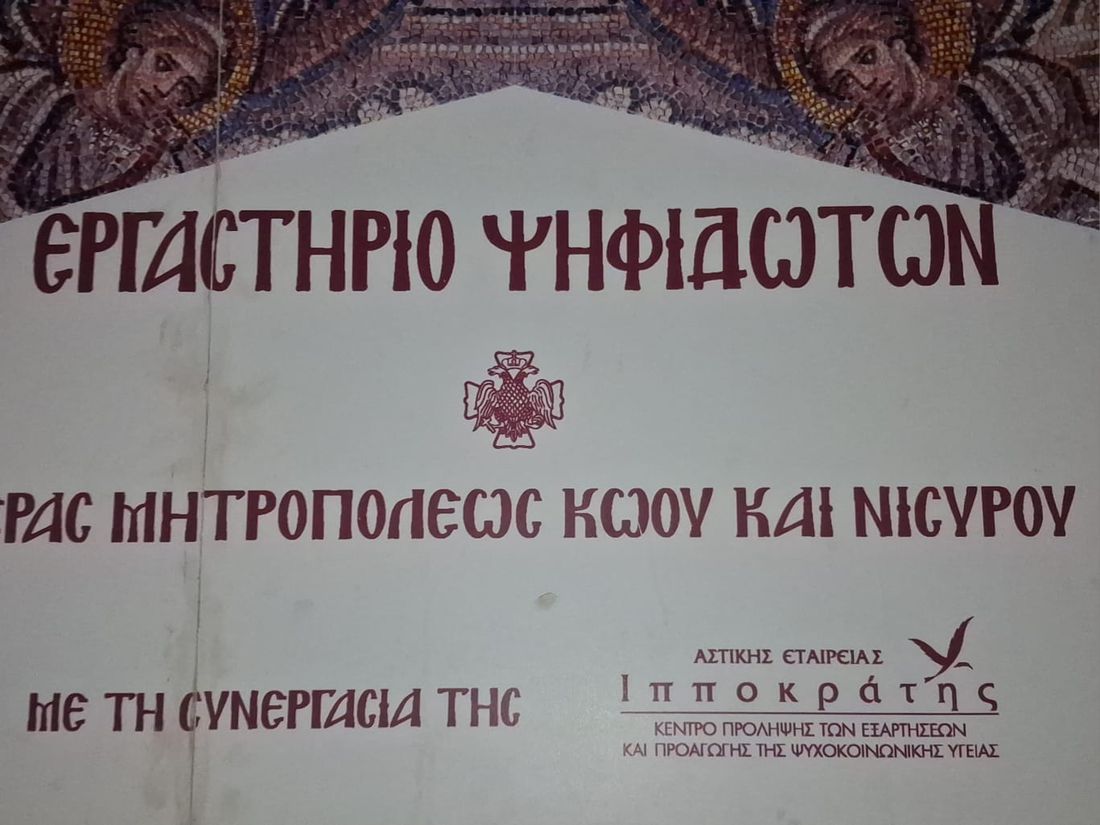 ΕΡΓΑΣΤΗΡΙΟ ΨΗΦΙΔΩΤΩΝ
ΕΡΑΣ ΜΗΤΡΟΠΟΛΕΩΣ ΚΩΟΥ ΚΑΙ ΝΙΣΥΡΟΥ
ΜΕ ΤΗ ΣΥΝΕΡΓΑΣΙΑ ΤΗΣ
ΑΣΤΙΚΗΣ ΕΤΑΙΡΕΙΑΣ
Ιπποκράτης
ΚΕΝΤΡΟ ΠΡΟΛΗΨΗΣ ΤΩΝ ΕΞΑΡΤΗΣΕΩΝ
ΚΑΙ ΠΡΟΑΓΩΓΗΣ ΤΗΣ ΨΥΧΟΚΟΙΝΩΝΙΚΗΣ ΥΓΕΙΑΣ